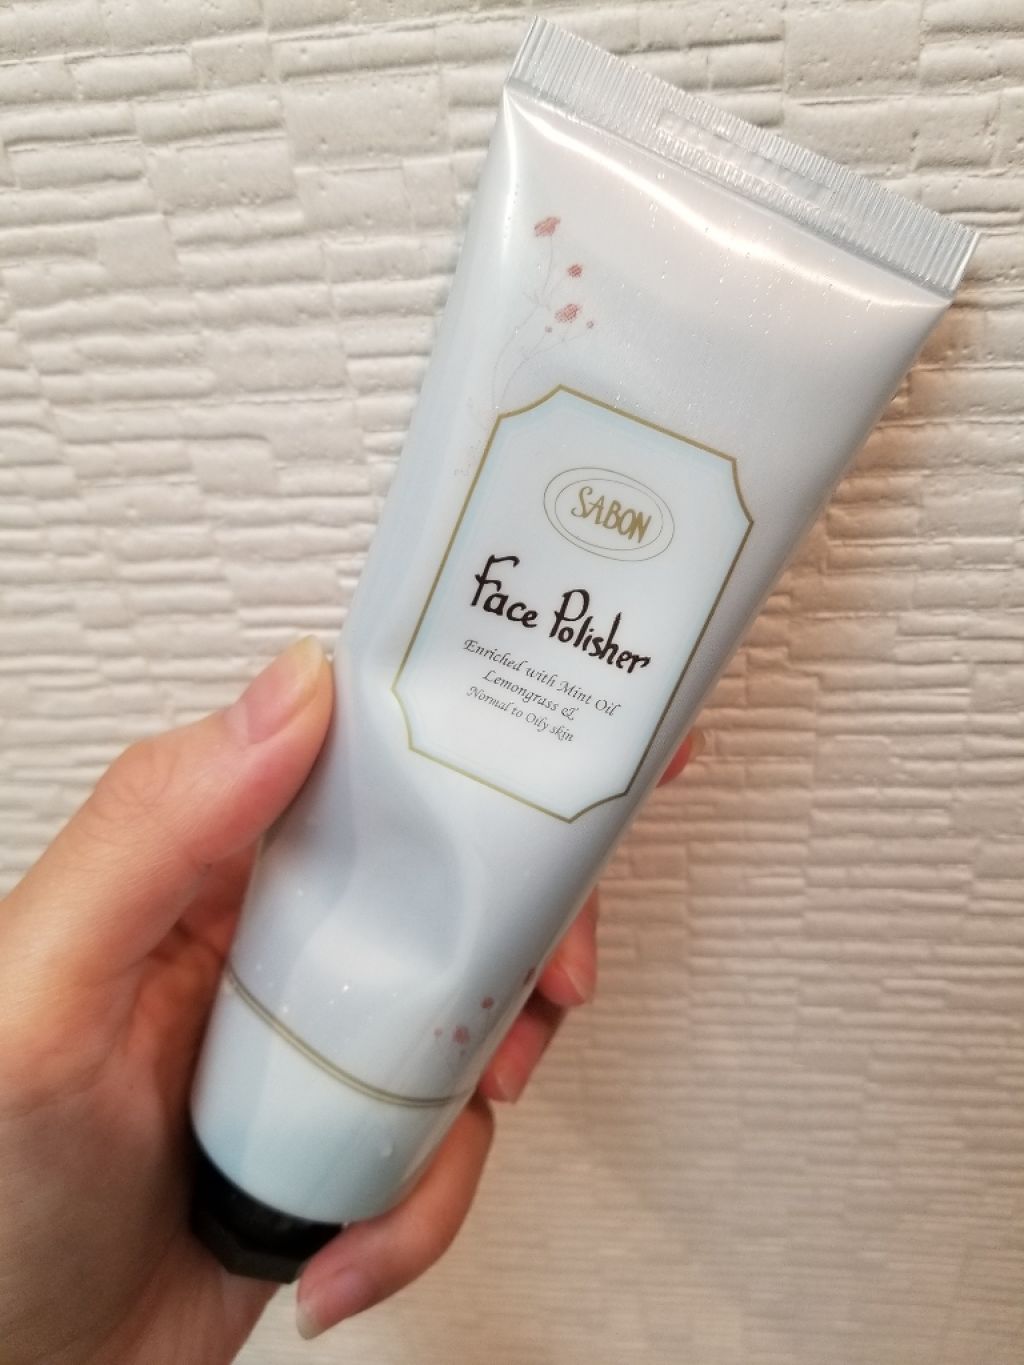 SABON
Face Polisher
Enriched with Mint Oil
Lemongrass &
Normal to Oily skin